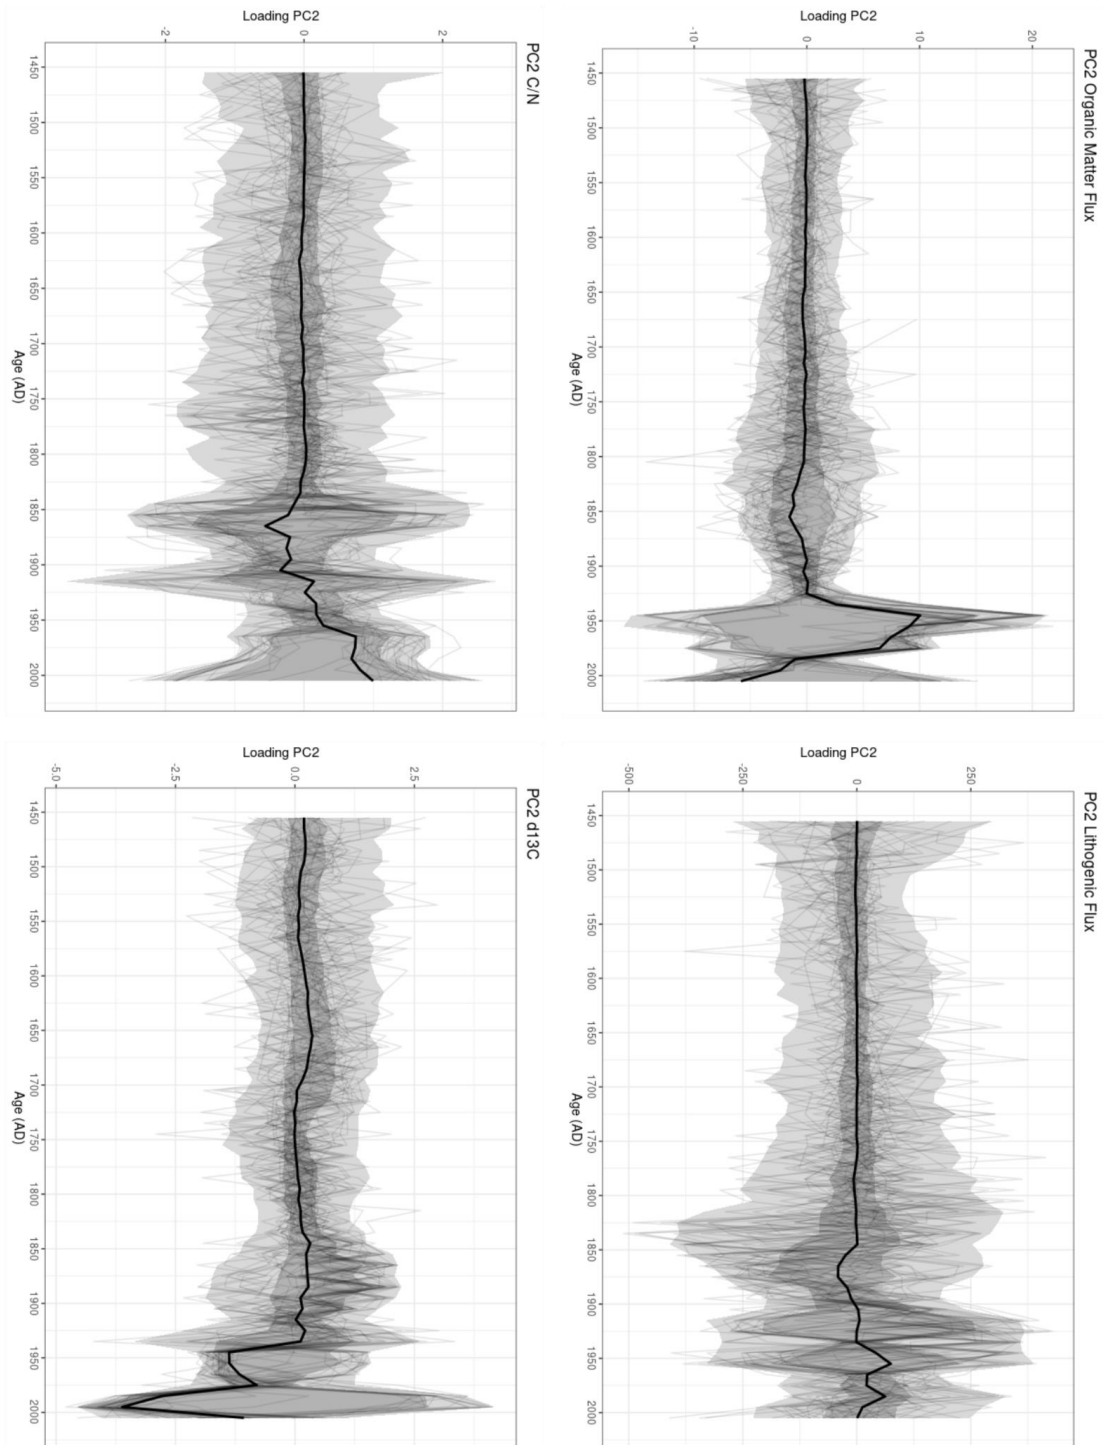 PC2 Organic Matter Flux
Loading PC2
20
10
0
-10
1450 1500 1550 1600 1650 1700 1750 1800 1850 1900 1950 2000
Age (AD)
PC2 Lithogenic Flux
Loading PC2
250
0
-250
-500
1450 1500 1550 1600 1650 1700 1750 1800 1850 1900 1950 2000
Age (AD)
PC2 C/N
Loading PC2
2
0
-2
1450 1500 1550 1600 1650 1700 1750 1800 1850 1900 1950 2000
Age (AD)
PC2 d13C
Loading PC2
2.5
0.0
-2.5
-5.0
1450 1500 1550 1600 1650 1700 1750 1800 1850 1900 1950 2000
Age (AD)